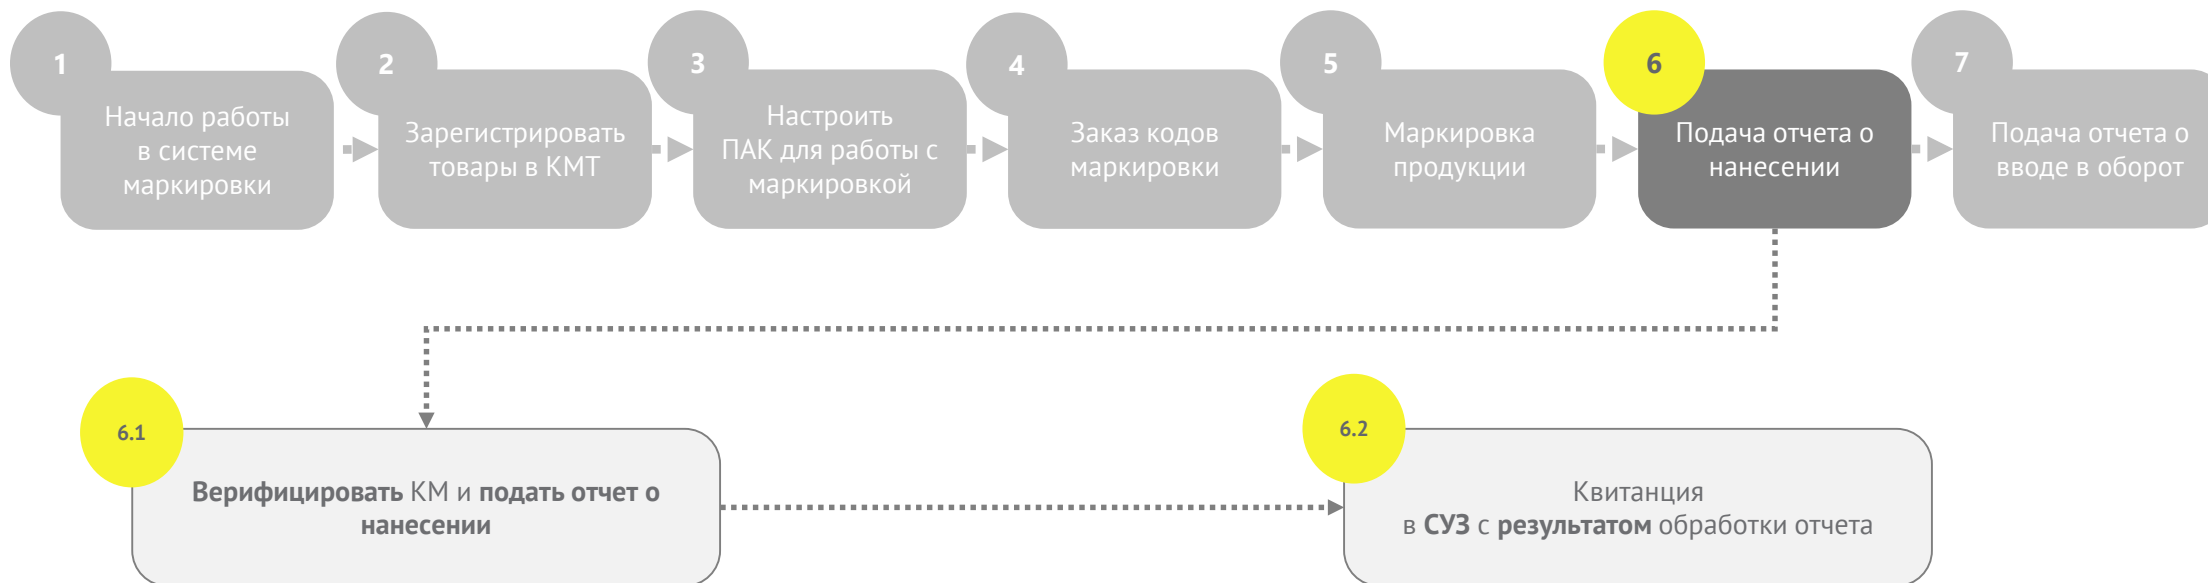 1
Начало работы
в системе
маркировки
2
Зарегистрировать
товары в КМТ
3
Настроить
ПАК для работы с
маркировкой
4
Заказ кодов
маркировки
5
Маркировка
продукции
6
Подача отчета о
нанесении
7
Подача отчета о
вводе в оборот
6.1
Верифицировать КМ и подать отчет о
нанесении
6.2
Квитанция
в СУЗ с результатом обработки отчета